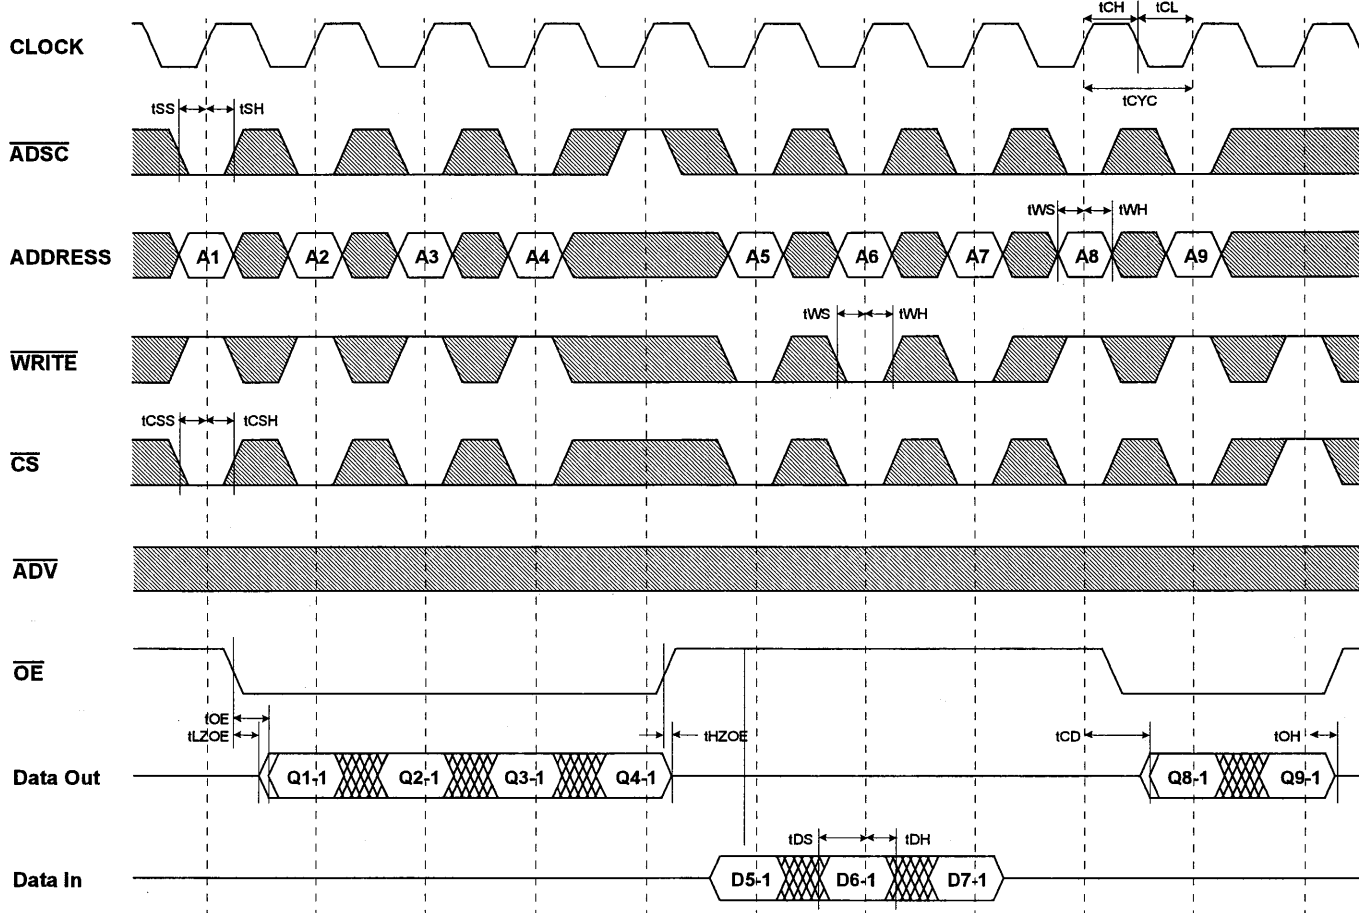 tCH tCL
CLOCK
tCYC
tSS tSH
ADSC
tWS tWH
ADDRESS A1 A2 A3 A4 A5 A6 A7 A8 A9
tWS tWH
WRITE
tCSS tCSH
CS
ADV
OE
tOE
tLZOE tHZOE tCD tOH
Data Out Q1-1 Q2-1 Q3-1 Q4-1 Q8-1 Q9-1
tDS tDH
Data In D5-1 D6-1 D7-1